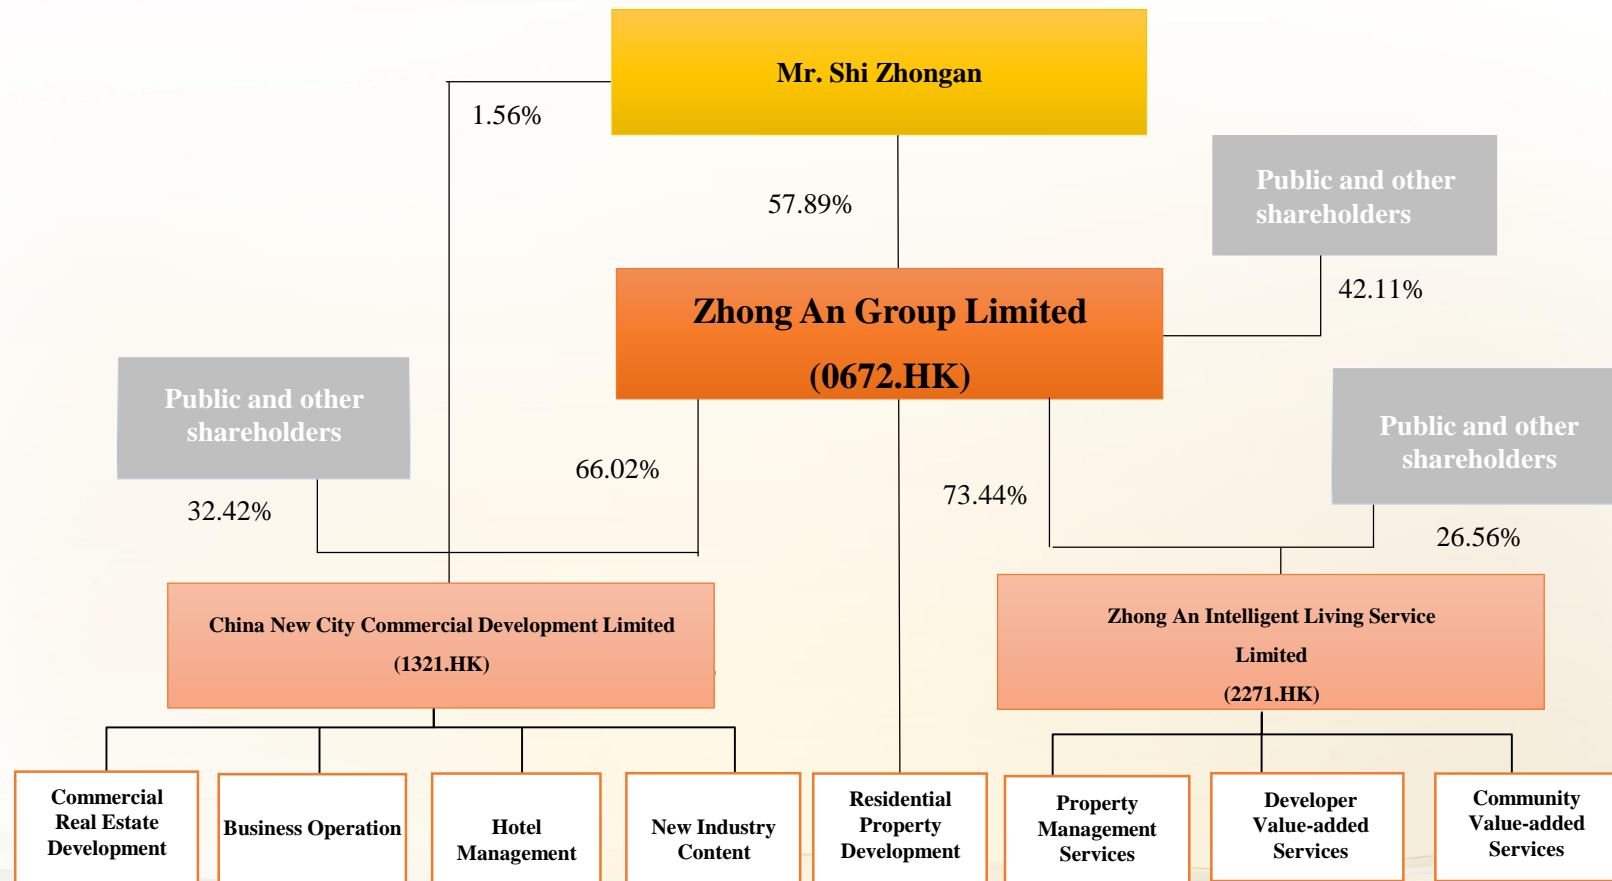 Mr. Shi Zhongan
1.56%
57.89%
Public and other
shareholders
42.11%
Zhong An Group Limited
(0672.HK)
Public and other
shareholders
32.42%
66.02%
73.44%
Public and other
shareholders
26.56%
China New City Commercial Development Limited
(1321.HK)
Zhong An Intelligent Living Service
Limited
(2271.HK)
Commercial
Real Estate
Development
Business Operation
Hotel
Management
New Industry
Content
Residential
Property
Development
Property
Management
Services
Developer
Value-added
Services
Community
Value-added
Services